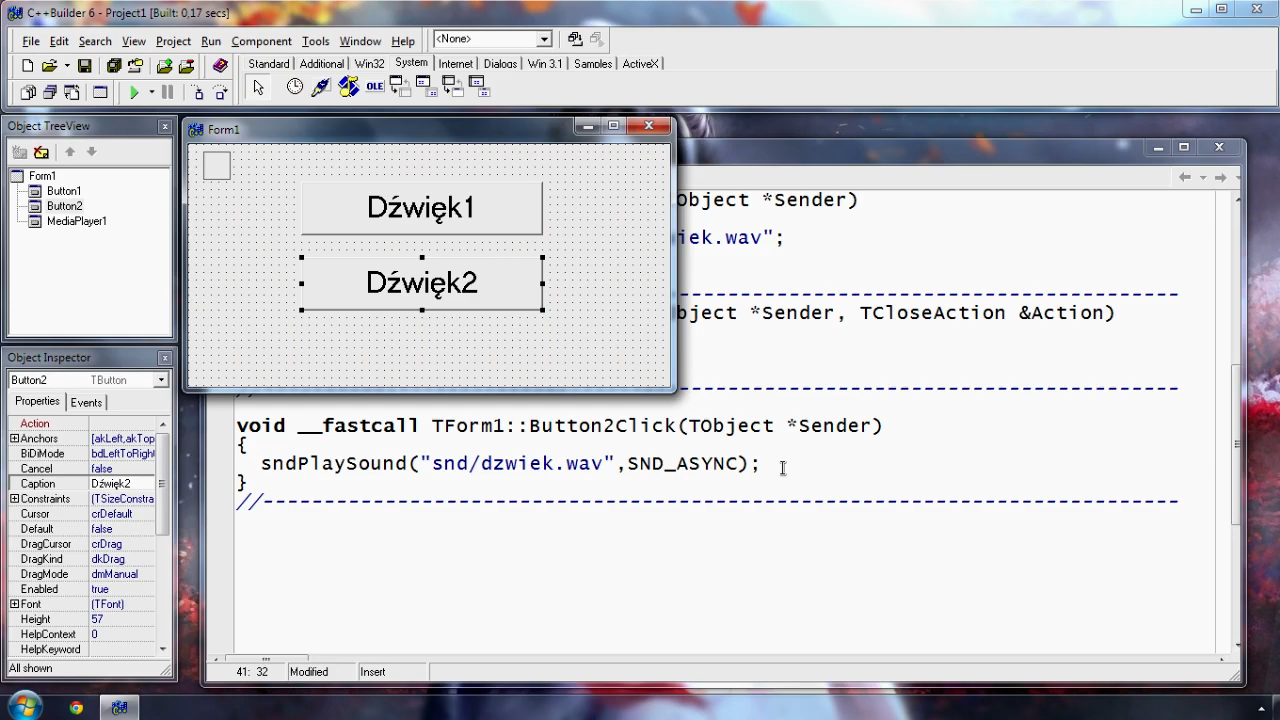 C++Builder 6 - Project1 [Built: 0,17 secs]
File Edit Search View Project Run Component Tools Window Help
<None>
Standard Additional Win32 System Internet Dialogs Win 3.1 Samples ActiveX
OLE
Object TreeView
Form1
Button1
Button2
MediaPlayer1
Form1
Dźwięk1
Dźwięk2
Object *Sender)
iek.wav";
bject *Sender, TCloseAction &Action)
void __fastcall TForm1::Button2Click(TObject *Sender)
{
sndPlaySound("snd/dzwiek.wav",SND_ASYNC);
}
//------------------------------------------------------------------------------
Object Inspector
Button2 TButton
Properties Events
Action
Anchors [akLeft,akTop
BiDiMode bdLeftToRigh
Cancel false
Caption Dźwięk2
Constraints (TSizeConstra
Cursor crDefault
Default false
DragCursor crDrag
DragKind dkDrag
DragMode dmManual
Enabled true
Font (TFont)
Height 57
HelpContext 0
HelpKeyword
All shown
41: 32 Modified Insert